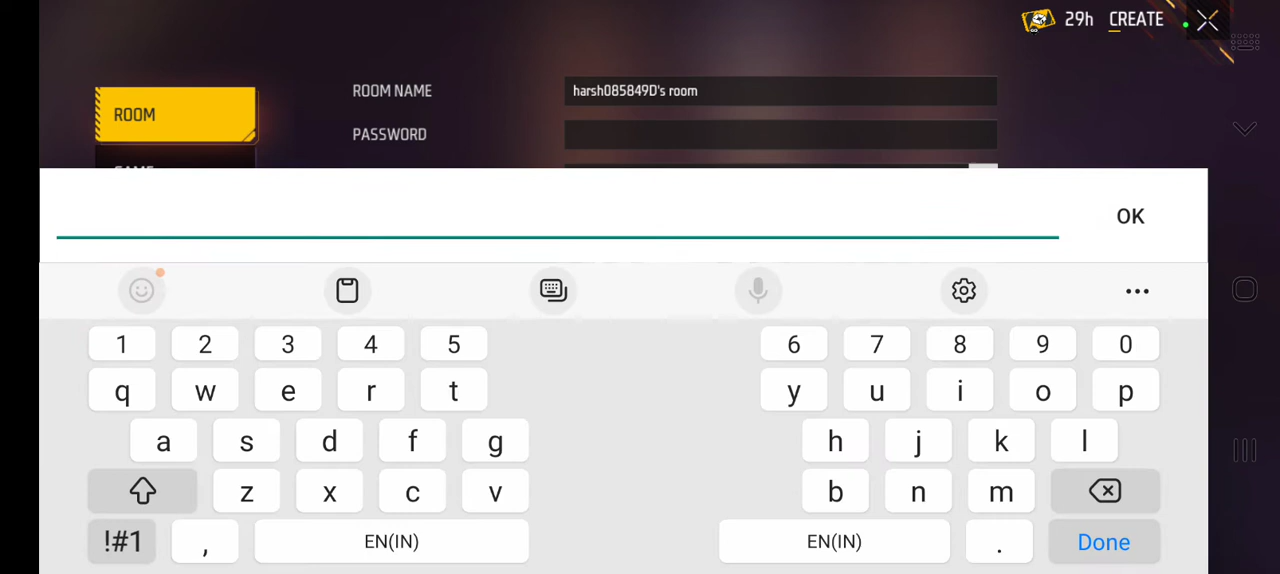 29h CREATE
ROOM NAME harsh085849D's room
ROOM
PASSWORD
OK
1 2 3 4 5 6 7 8 9 0
q w e r t y u i o p
a s d f g h j k l
z x c v b n m
!#1 , EN(IN) EN(IN) . Done